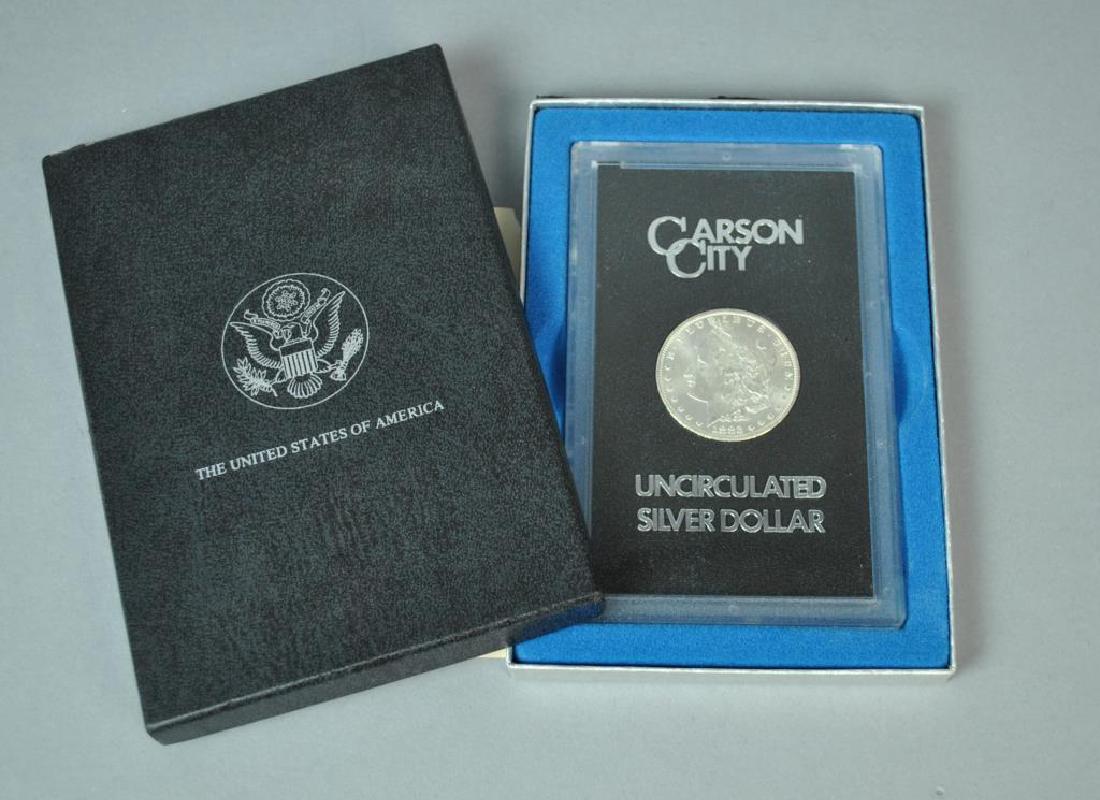 THE UNITED STATES OF AMERICA
CARSON
CITY
UNCIRCULATED
SILVER DOLLAR